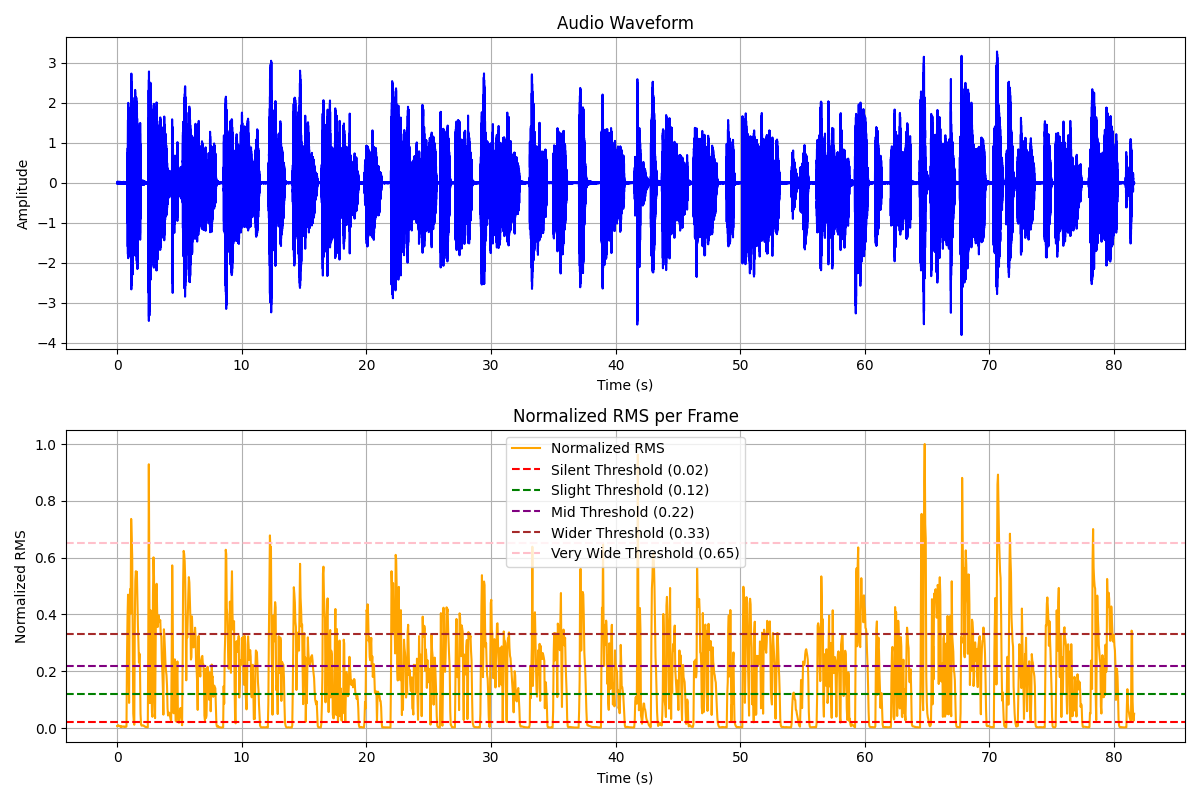 Audio Waveform
3
2
1
0
−1
−2
−3
−4
Amplitude
0 10 20 30 40 50 60 70 80
Time (s)
Normalized RMS per Frame
1.0
0.8
0.6
0.4
0.2
0.0
Normalized RMS
Normalized RMS
Silent Threshold (0.02)
Slight Threshold (0.12)
Mid Threshold (0.22)
Wider Threshold (0.33)
Very Wide Threshold (0.65)
0 10 20 30 40 50 60 70 80
Time (s)